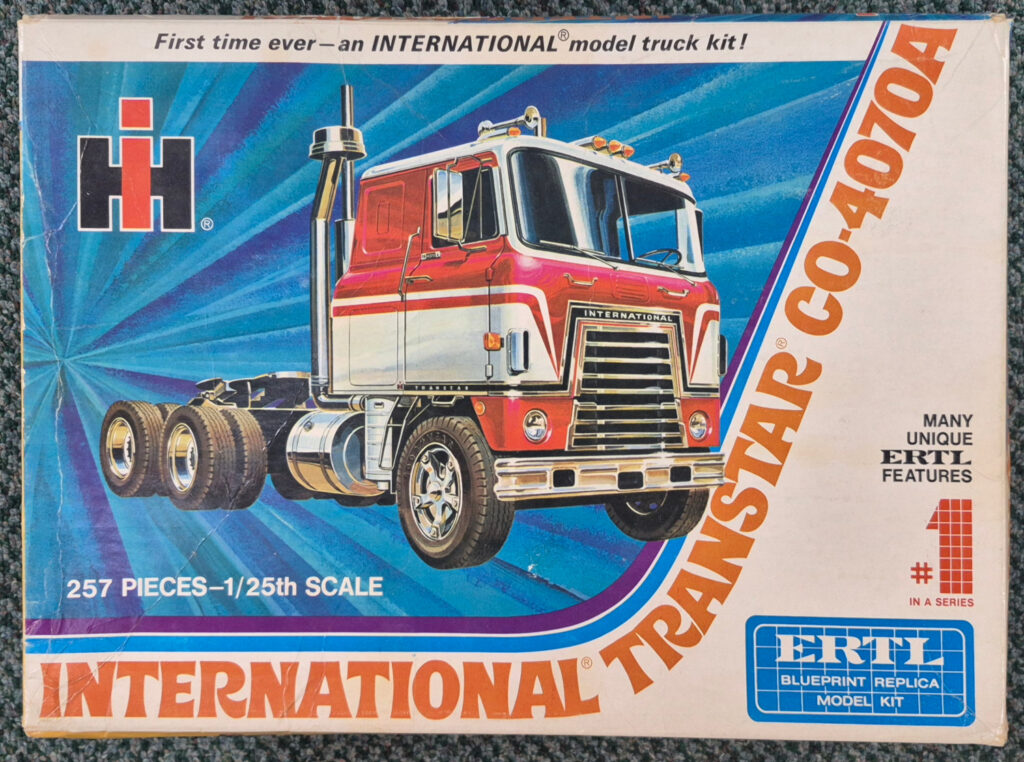 First time ever—an INTERNATIONAL® model truck kit!
IH®
INTERNATIONAL
TRANSTAR
257 PIECES–1/25th SCALE
INTERNATIONAL® TRANSTAR® CO-4070A
MANY
UNIQUE
ERTL
FEATURES
#1
IN A SERIES
ERTL
BLUEPRINT REPLICA
MODEL KIT